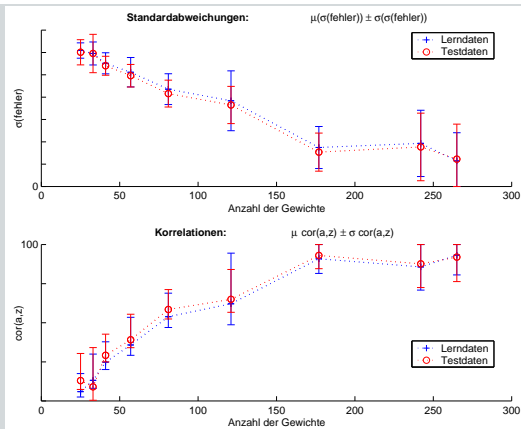 Standardabweichungen: μ(σ(fehler)) ± σ(σ(fehler))
Lerndaten
Testdaten
σ(fehler)
0
0 50 100 150 200 250 300
Anzahl der Gewichte
Korrelationen: μ cor(a,z) ± σ cor(a,z)
100
cor(a,z)
Lerndaten
Testdaten
0 50 100 150 200 250 300
Anzahl der Gewichte